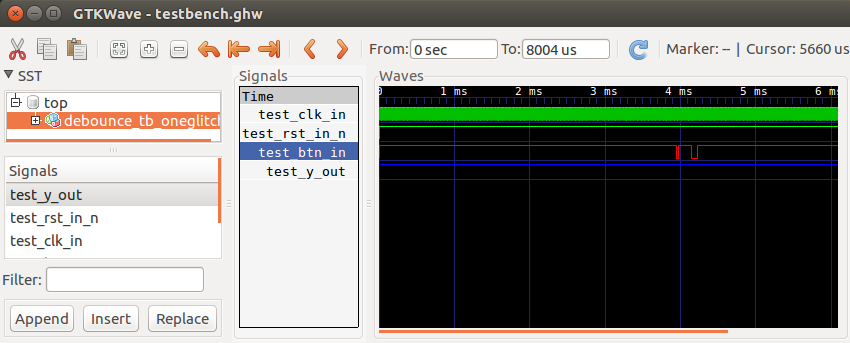 GTKWave - testbench.ghw
From: 0 sec To: 8004 us Marker: -- | Cursor: 5660 us
SST
top
debounce_tb_oneglitch
Signals
test_y_out
test_rst_in_n
test_clk_in
Filter:
Append Insert Replace
Signals
Time
test_clk_in
test_rst_in_n
test_btn_in
test_y_out
Waves
0 1 ms 2 ms 3 ms 4 ms 5 ms 6 ms